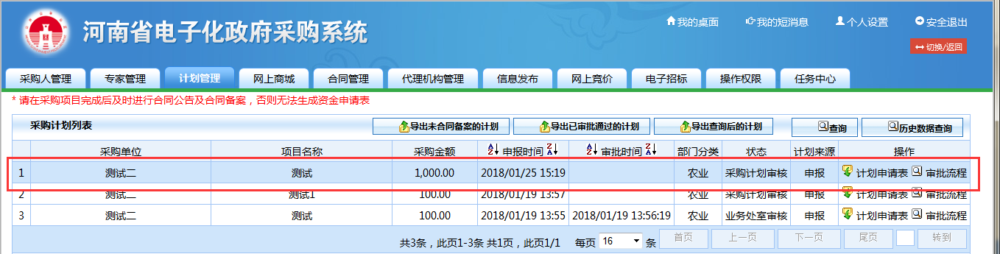 我的桌面 我的短消息 个人设置 安全退出
河南省电子化政府采购系统
切换/返回
采购人管理 专家管理 计划管理 网上商城 合同管理 代理机构管理 信息发布 网上竞价 电子招标 操作权限 任务中心
* 请在采购项目完成后及时进行合同公告及合同备案，否则无法生成资金申请表
采购计划列表 导出未合同备案的计划 导出已审批通过的计划 导出查询后的计划 查询 历史数据查询
采购单位 项目名称 采购金额 申报时间 审批时间 部门分类 状态 计划来源 操作
1 测试二 测试 1,000.00 2018/01/25 15:19 农业 采购计划审核 申报 计划申请表 审批流程
2 测试二 测试1 100.00 2018/01/19 13:57 农业 采购计划审核 申报 计划申请表 审批流程
3 测试二 测试 100.00 2018/01/19 13:55 2018/01/19 13:56:19 农业 业务处室审核 申报 计划申请表 审批流程
共3条，此页1-3条 共1页，此页1/1 每页 16 条 首页 上一页 下一页 尾页 转到